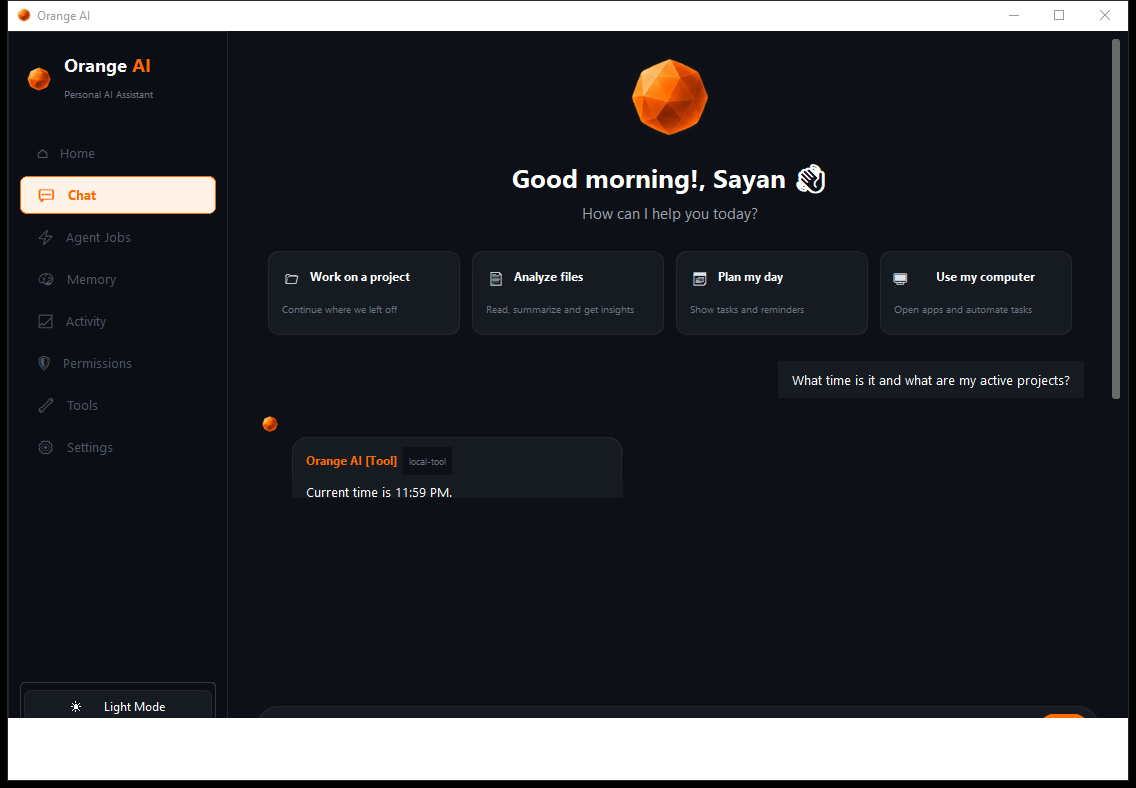 Orange AI
Orange AI
Personal AI Assistant
Home
Chat
Agent Jobs
Memory
Activity
Permissions
Tools
Settings
Light Mode
Good morning!, Sayan 👋
How can I help you today?
Work on a project
Continue where we left off
Analyze files
Read, summarize and get insights
Plan my day
Show tasks and reminders
Use my computer
Open apps and automate tasks
What time is it and what are my active projects?
Orange AI [Tool] local-tool
Current time is 11:59 PM.